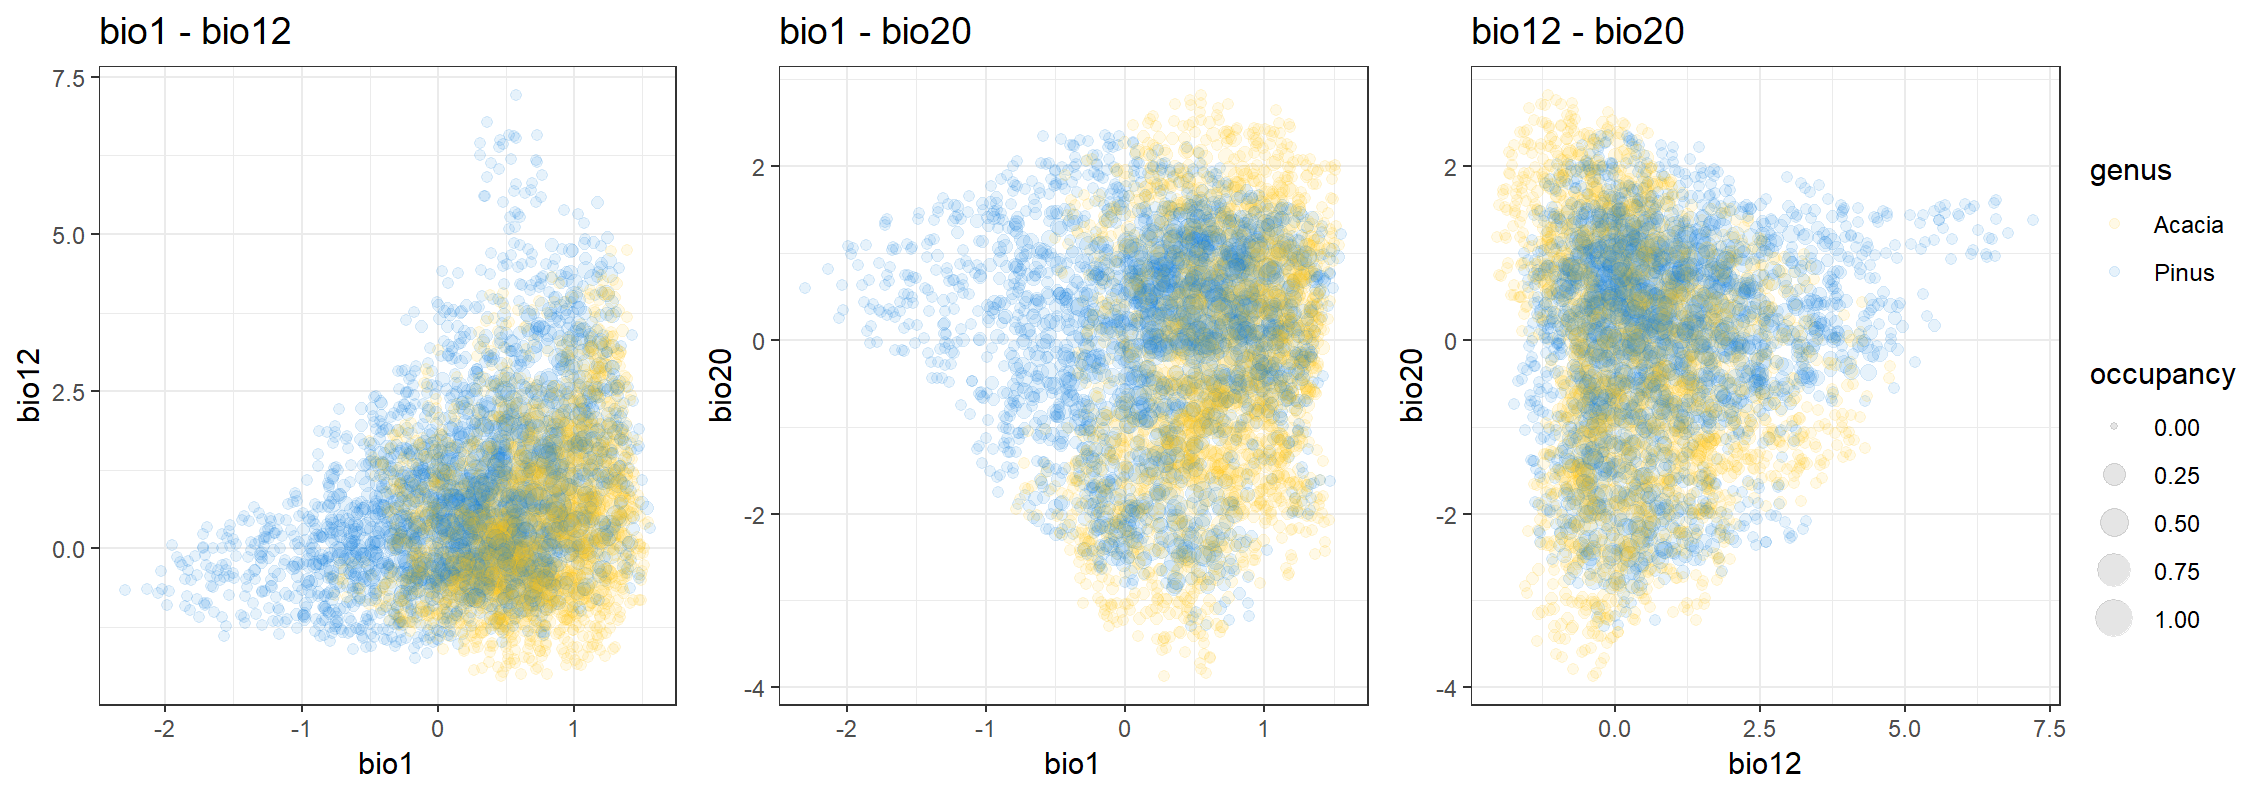 bio1 - bio12
7.5
5.0
2.5
0.0
bio12
-2
-1
0
1
bio1
bio1 - bio20
2
0
-2
-4
bio20
-2
-1
0
1
bio1
bio12 - bio20
2
0
-2
-4
bio20
0.0
2.5
5.0
7.5
bio12
genus
Acacia
Pinus
occupancy
0.00
0.25
0.50
0.75
1.00